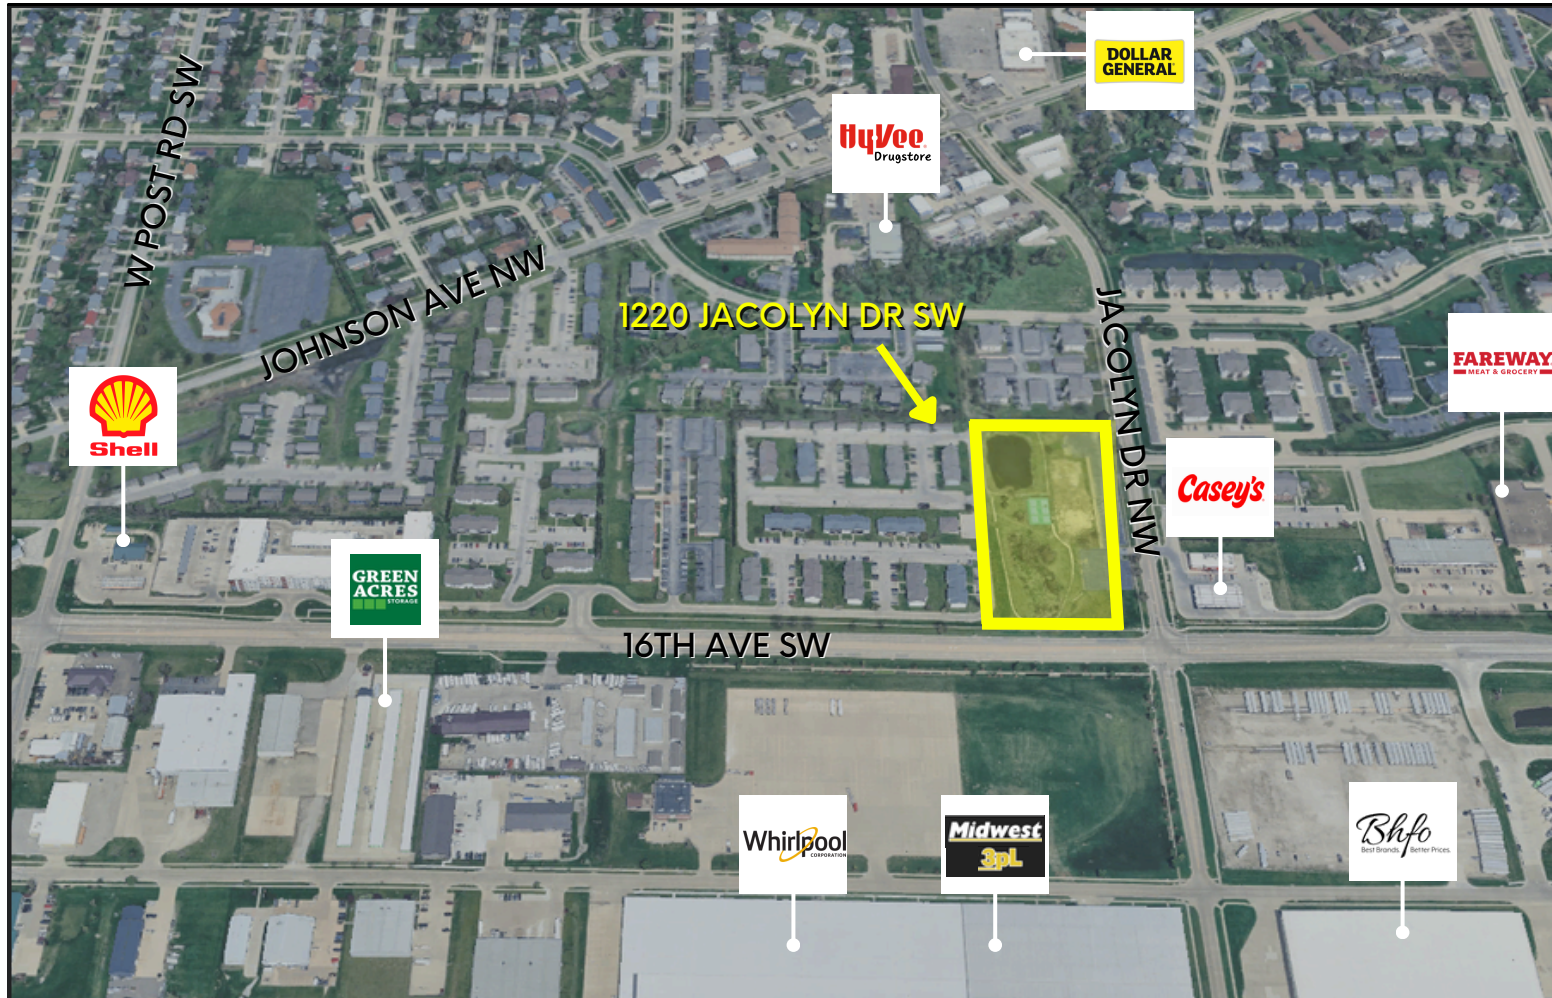 DOLLAR
GENERAL
HyVee
Drugstore
W POST RD SW
JOHNSON AVE NW
1220 JACOLYN DR SW
JACOLYN DR NW
FAREWAY
MEAT & GROCERY
Shell
Casey's
GREEN
ACRES
STORAGE
16TH AVE SW
Whirlpool
CORPORATION
Midwest
3pL
Bhfo
Best Brands. Better Prices.